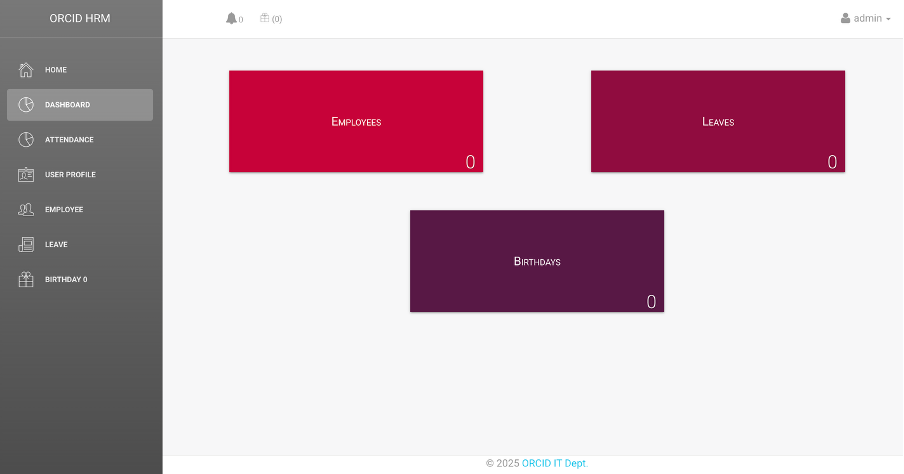 ORCID HRM
0
(0)
admin
HOME
DASHBOARD
ATTENDANCE
USER PROFILE
EMPLOYEE
LEAVE
BIRTHDAY 0
Employees
0
Leaves
0
Birthdays
0
© 2025 ORCID IT Dept.